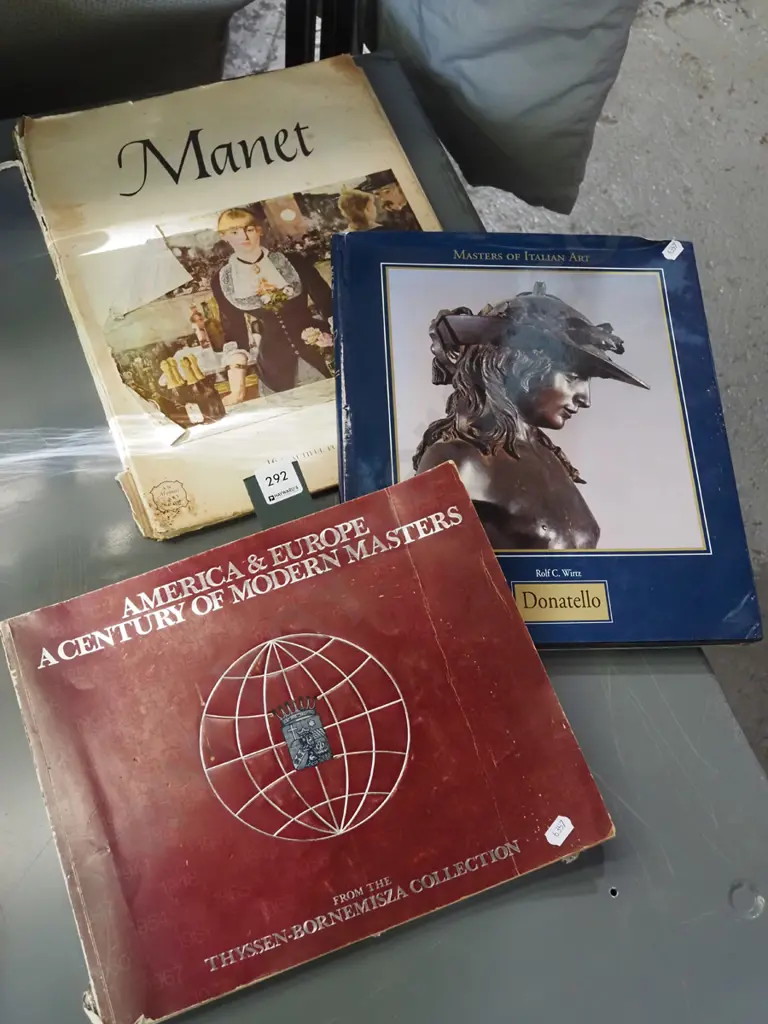 Manet
292
HAYWARDS
MASTERS OF ITALIAN ART
Rolf C. Wirtz
Donatello
AMERICA & EUROPE
A CENTURY OF MODERN MASTERS
FROM THE
THYSSEN-BORNEMISZA COLLECTION